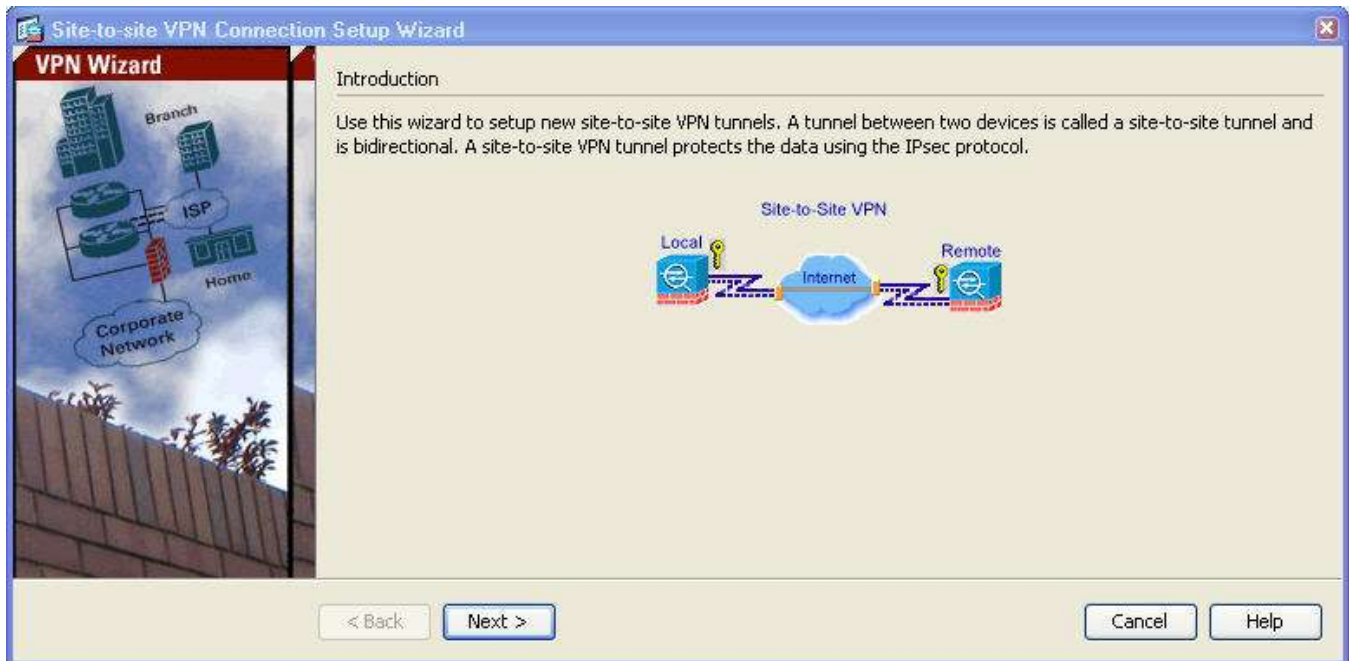 Site-to-site VPN Connection Setup Wizard
VPN Wizard
Branch
ISP
Home
Corporate
Network
Introduction
Use this wizard to setup new site-to-site VPN tunnels. A tunnel between two devices is called a site-to-site tunnel and
is bidirectional. A site-to-site VPN tunnel protects the data using the IPsec protocol.
Site-to-Site VPN
Local
Remote
Internet
< Back
Next >
Cancel
Help